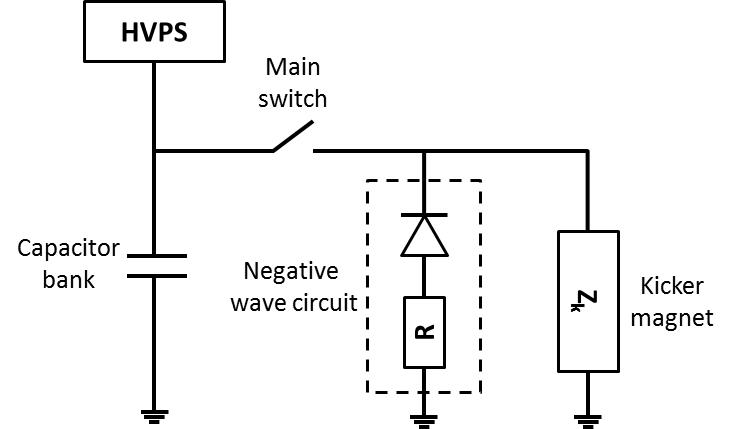 HVPS
Main
switch
Capacitor
bank
Negative
wave circuit
R
Zk
Kicker
magnet